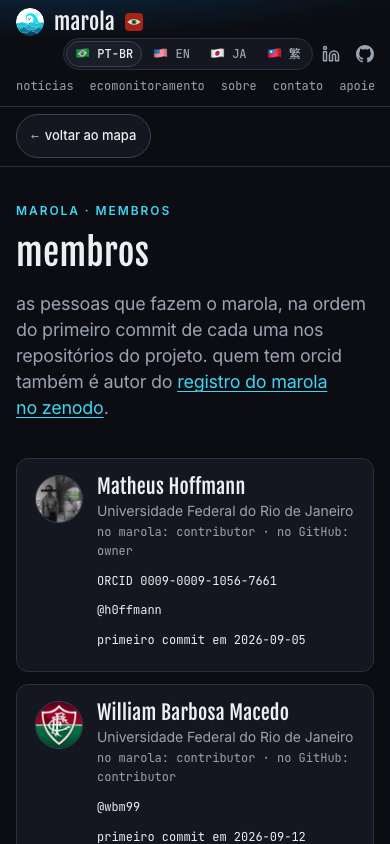 marola
PT-BR EN JA 繁
notícias ecomonitoramento sobre contato apoie
← voltar ao mapa
MAROLA · MEMBROS
membros
as pessoas que fazem o marola, na ordem
do primeiro commit de cada uma nos
repositórios do projeto. quem tem orcid
também é autor do registro do marola
no zenodo.
Matheus Hoffmann
Universidade Federal do Rio de Janeiro
no marola: contributor · no GitHub:
owner
ORCID 0009-0009-1056-7661
@h0ffmann
primeiro commit em 2026-09-05
William Barbosa Macedo
Universidade Federal do Rio de Janeiro
no marola: contributor · no GitHub:
contributor
@wbm99
primeiro commit em 2026-09-12